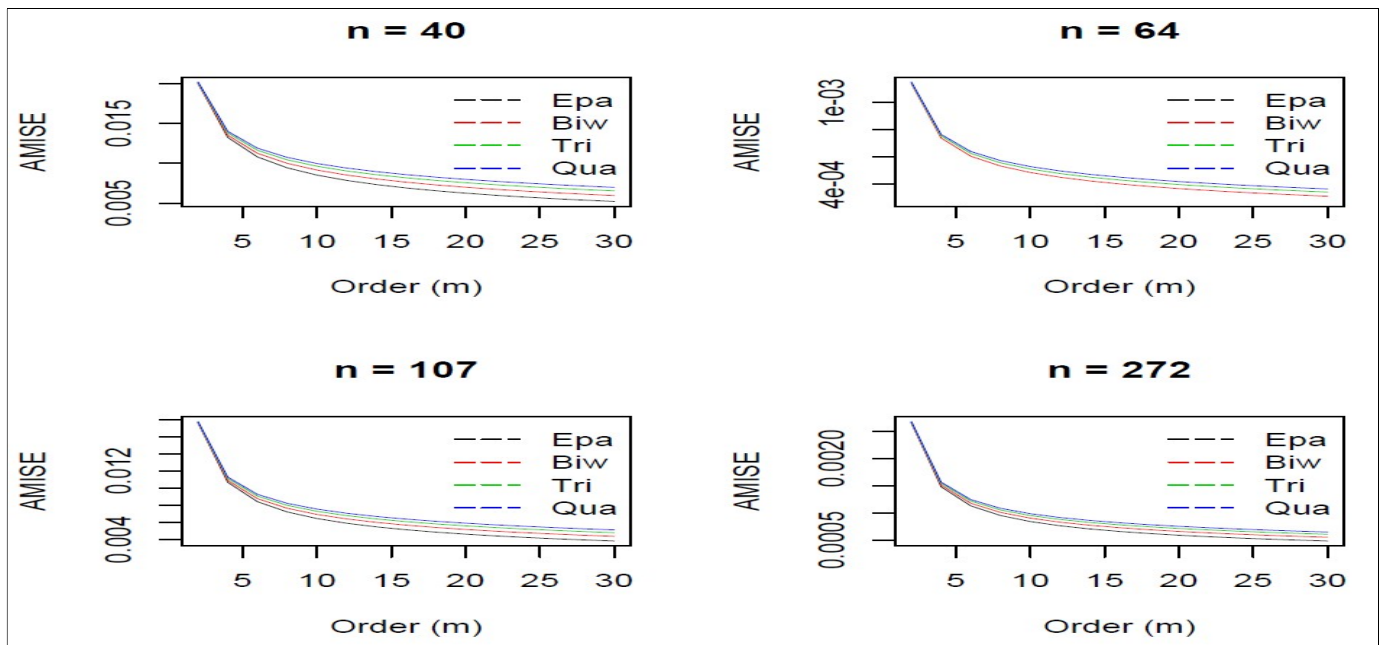 n = 40
AMISE
0.015
0.005
Epa
Biw
Tri
Qua
5 10 15 20 25 30
Order (m)
n = 64
AMISE
1e-03
4e-04
Epa
Biw
Tri
Qua
5 10 15 20 25 30
Order (m)
n = 107
AMISE
0.012
0.004
Epa
Biw
Tri
Qua
5 10 15 20 25 30
Order (m)
n = 272
AMISE
0.0020
0.0005
Epa
Biw
Tri
Qua
5 10 15 20 25 30
Order (m)